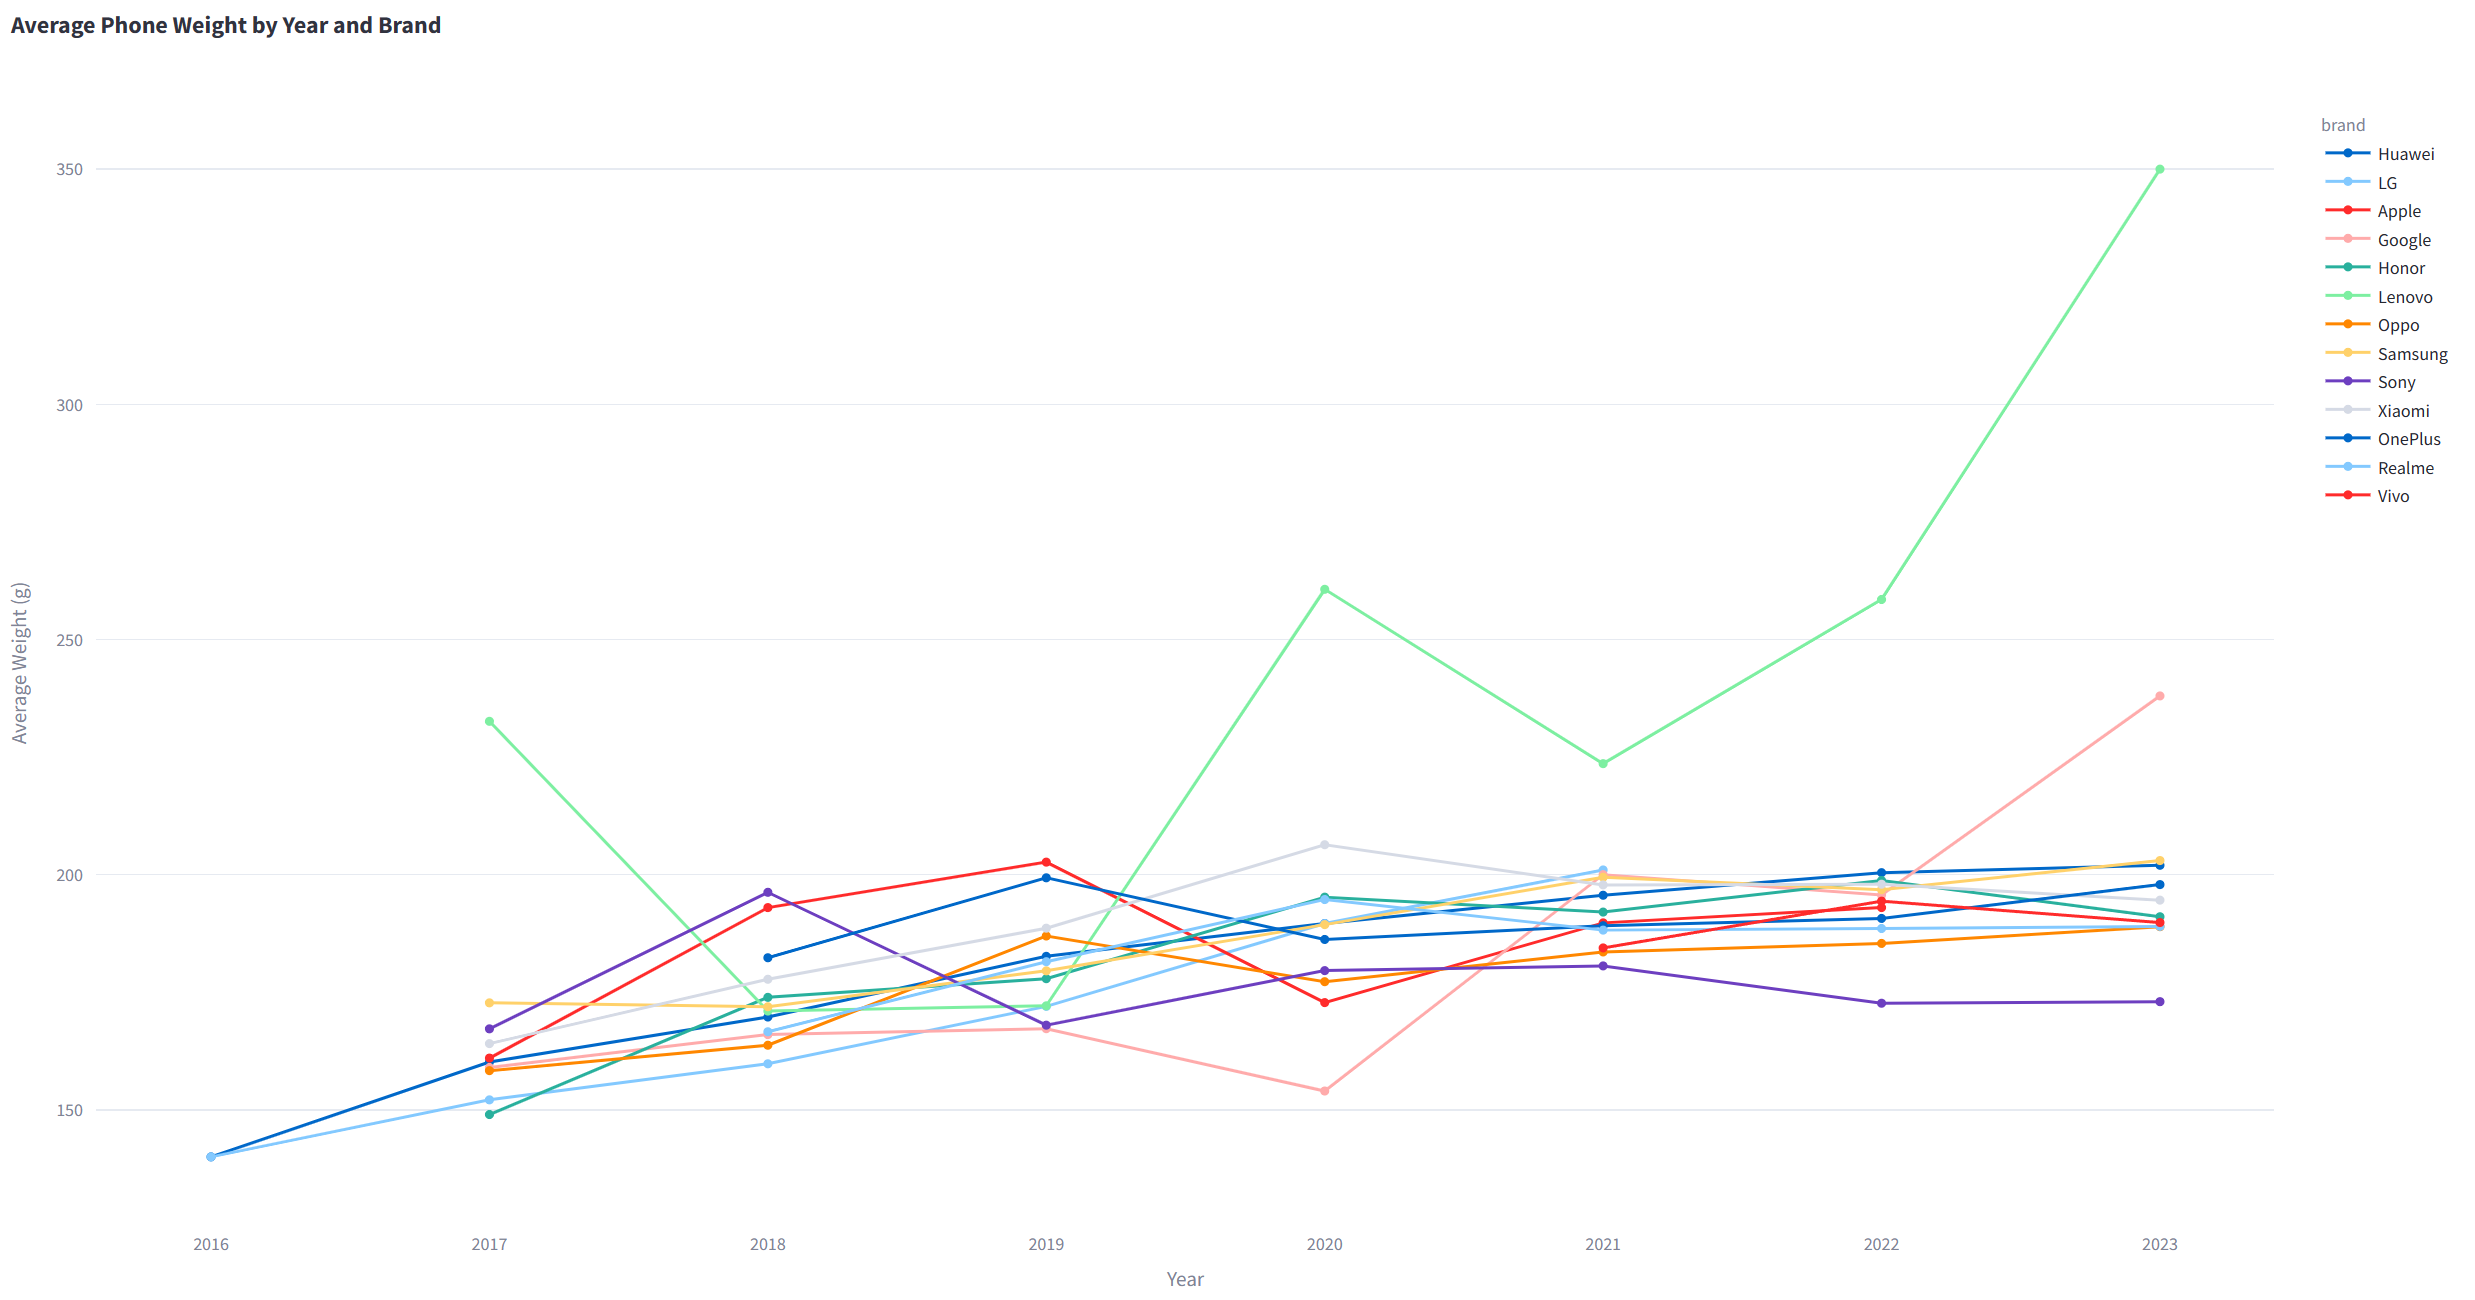 Average Phone Weight by Year and Brand
brand
Huawei
LG
Apple
Google
Honor
Lenovo
Oppo
Samsung
Sony
Xiaomi
OnePlus
Realme
Vivo
Average Weight (g)
350
300
250
200
150
2016 2017 2018 2019 2020 2021 2022 2023
Year